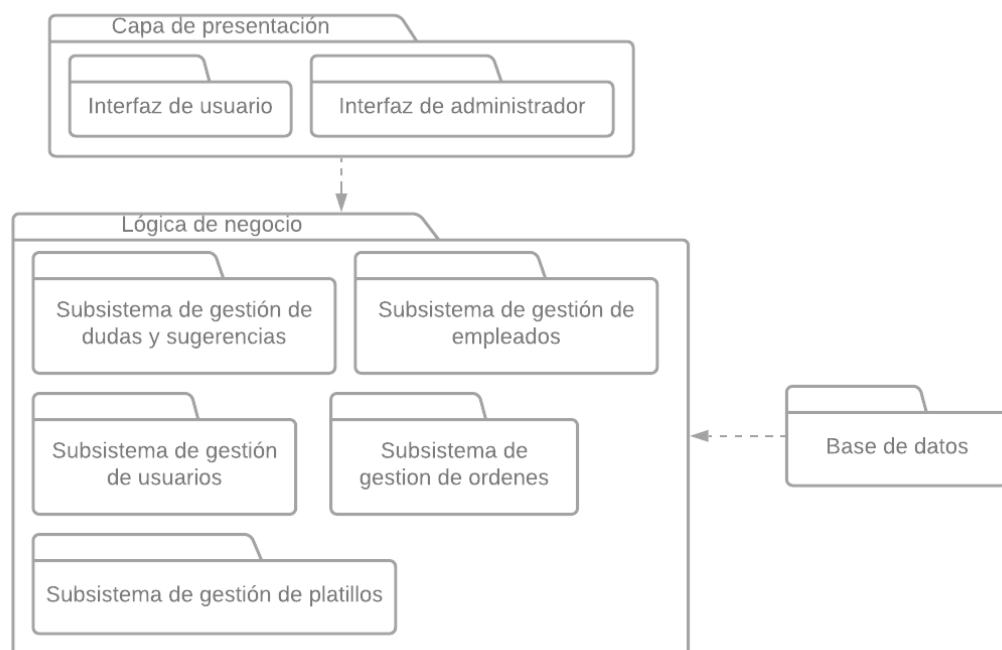 Capa de presentación
Interfaz de usuario
Interfaz de administrador
Lógica de negocio
Subsistema de gestión de
dudas y sugerencias
Subsistema de gestión de
empleados
Subsistema de gestión
de usuarios
Subsistema de
gestion de ordenes
Base de datos
Subsistema de gestión de platillos